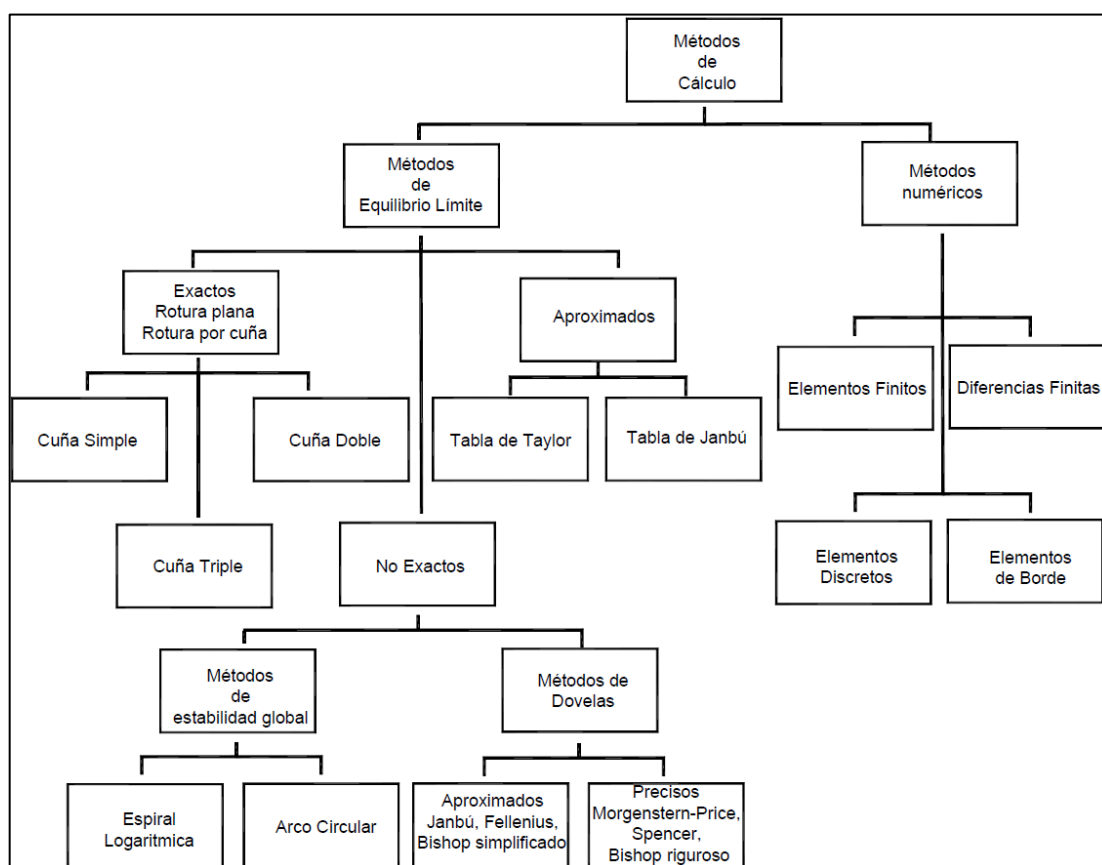 Métodos
de
Cálculo
Métodos
de
Equilibrio Límite
Métodos
numéricos
Exactos
Rotura plana
Rotura por cuña
Aproximados
Elementos Finitos
Diferencias Finitas
Cuña Simple
Cuña Doble
Tabla de Taylor
Tabla de Janbú
Cuña Triple
No Exactos
Elementos
Discretos
Elementos
de Borde
Métodos
de
estabilidad global
Métodos de
Dovelas
Espiral
Logaritmica
Arco Circular
Aproximados
Janbú, Fellenius,
Bishop simplificado
Precisos
Morgenstern-Price,
Spencer,
Bishop riguroso